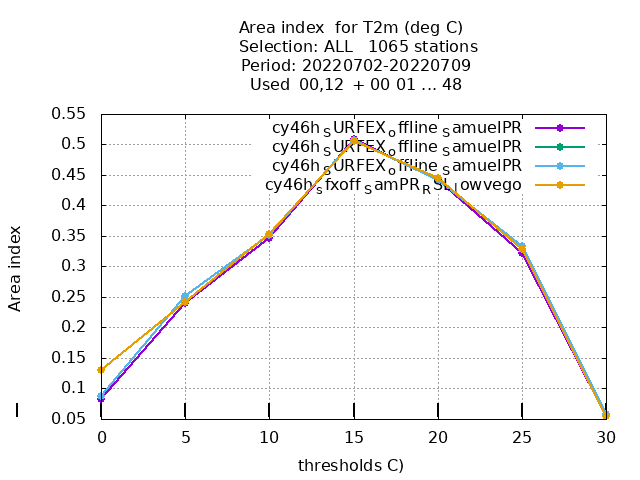 Area index  for T2m (deg C)
Selection: ALL   1065 stations
Period: 20220702-20220709
Used  00,12  + 00 01 ... 48
cy46h_SURFEX_offline_SamuelPR
cy46h_SURFEX_offline_SamuelPR
cy46h_SURFEX_offline_SamuelPR
cy46h_sfxoff_SamPR_RSL_lowvego
0.55
0.5
0.45
0.4
0.35
0.3
0.25
0.2
0.15
0.1
0.05
Area index
0 5 10 15 20 25 30
thresholds C)